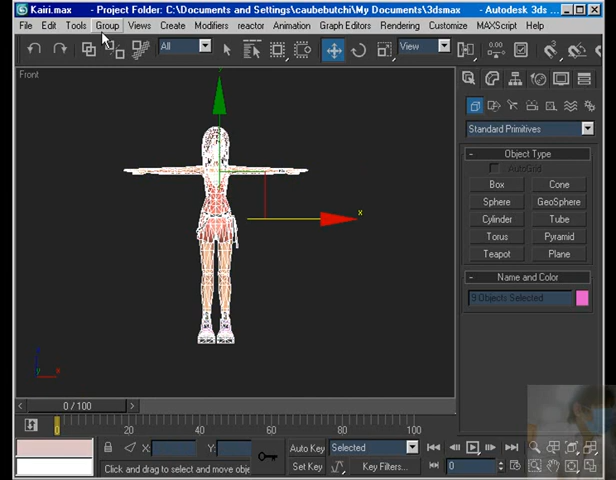 Kairi.max - Project Folder: C:\Documents and Settings\caubebutchi\My Documents\3dsmax - Autodesk 3ds ...
File Edit Tools Group Views Create Modifiers reactor Animation Graph Editors Rendering Customize MAXScript Help
All View
Front
Standard Primitives
- Object Type
AutoGrid
Box Cone
Sphere GeoSphere
Cylinder Tube
Torus Pyramid
Teapot Plane
- Name and Color
9 Objects Selected
x
z
y x
0 / 100
0 20 40 60 80 100
X: Y: Auto Key Selected
Click and drag to select and move obje Set Key Key Filters... 0